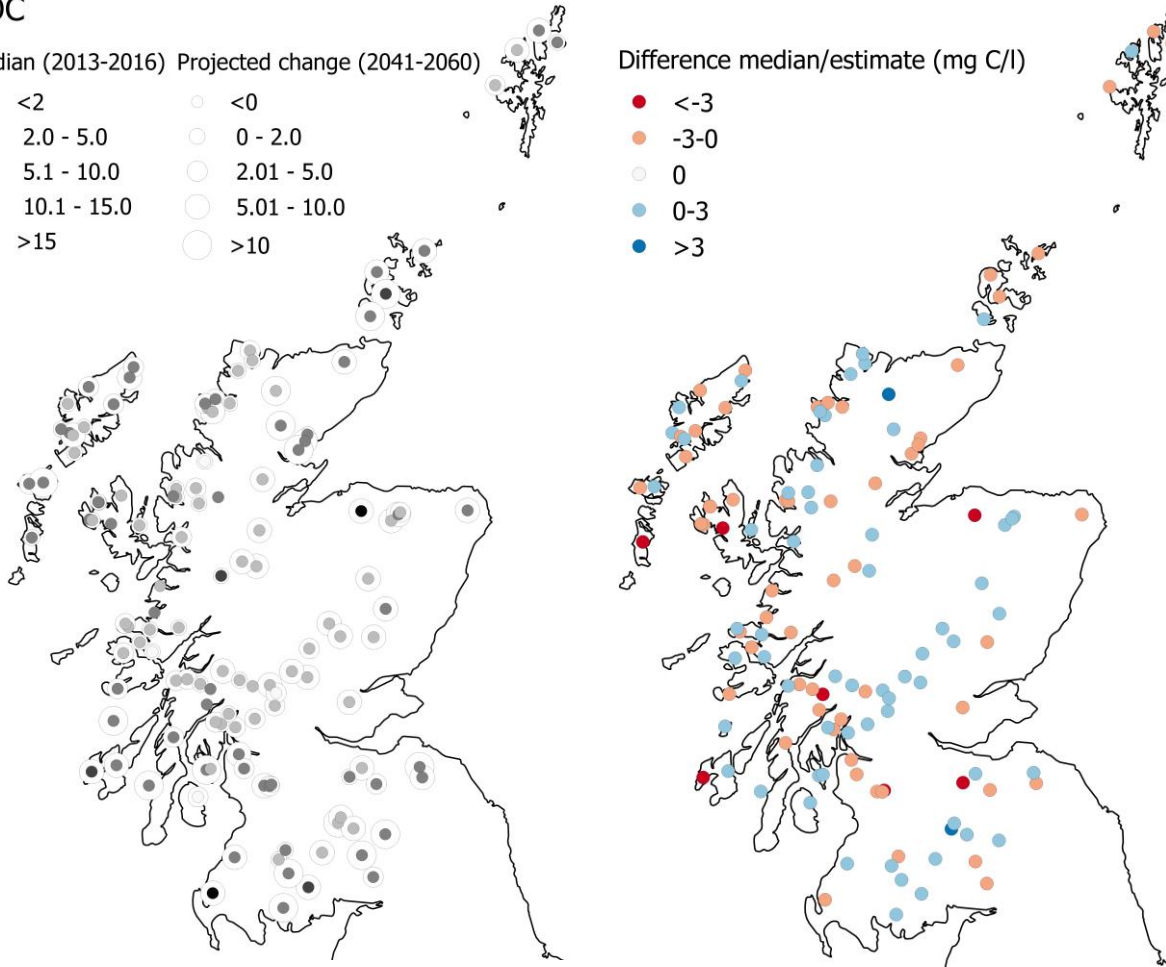 Projected change (2041-2060)
(2013-2016)
<2
<0
2.0 - 5.0
0 - 2.0
5.1 - 10.0
2.01 - 5.0
10.1 - 15.0
5.01 - 10.0
>15
>10
Difference median/estimate (mg C/l)
<-3
-3-0
0
0-3
>3